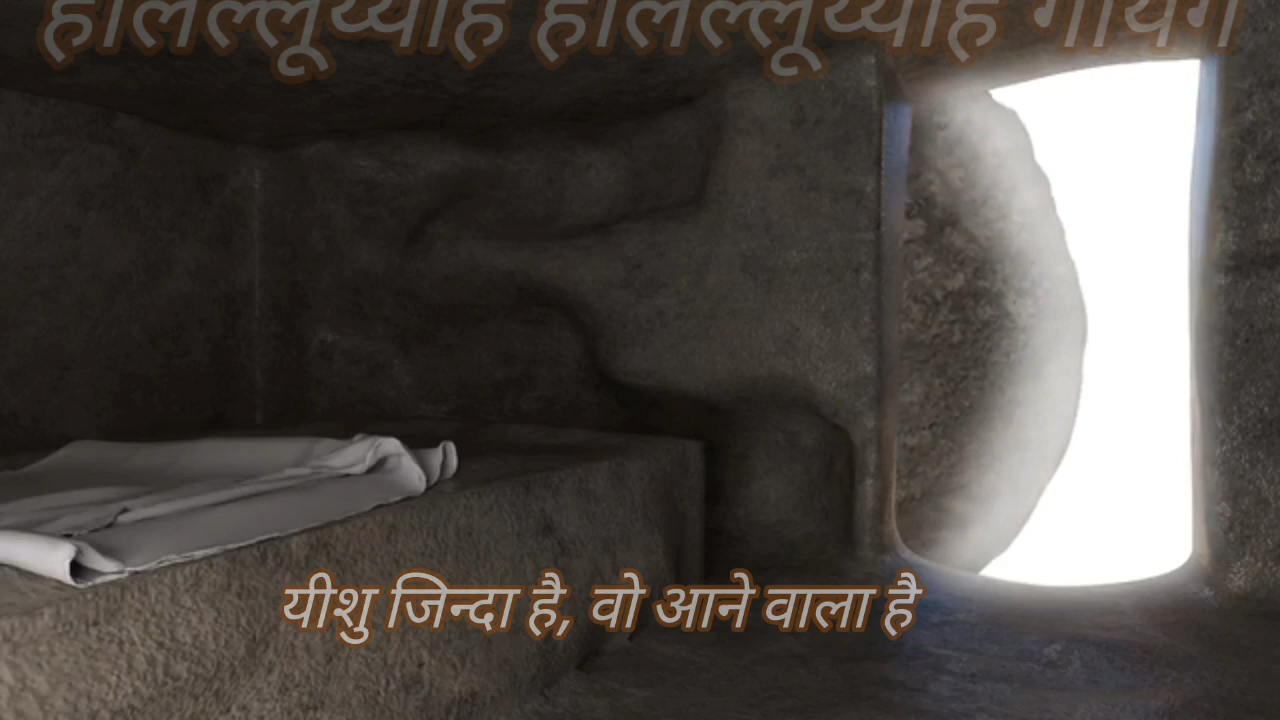 हालेल्लूय्याह हालेल्लूय्याह गायेंगे
यीशु जिन्दा है, वो आने वाला है